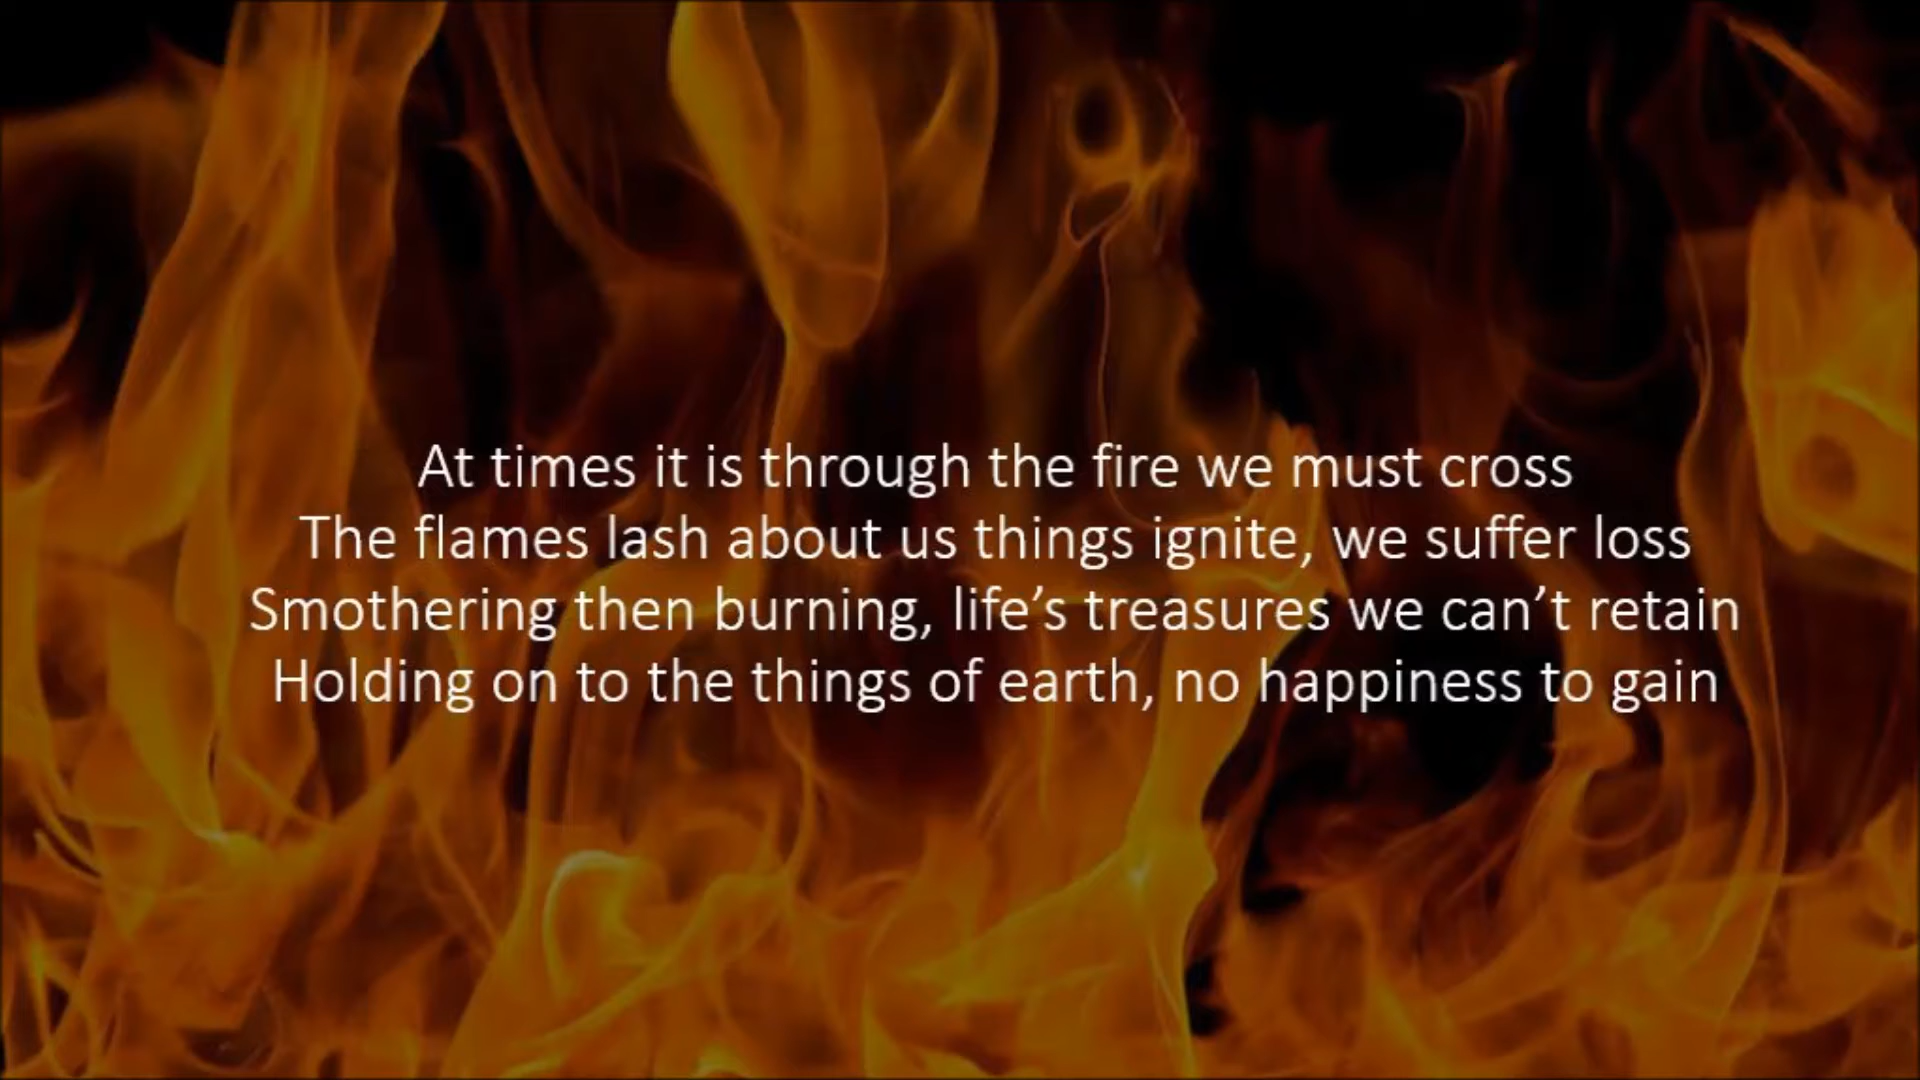 At times it is through the fire we must cross
The flames lash about us things ignite, we suffer loss
Smothering then burning, life’s treasures we can’t retain
Holding on to the things of earth, no happiness to gain